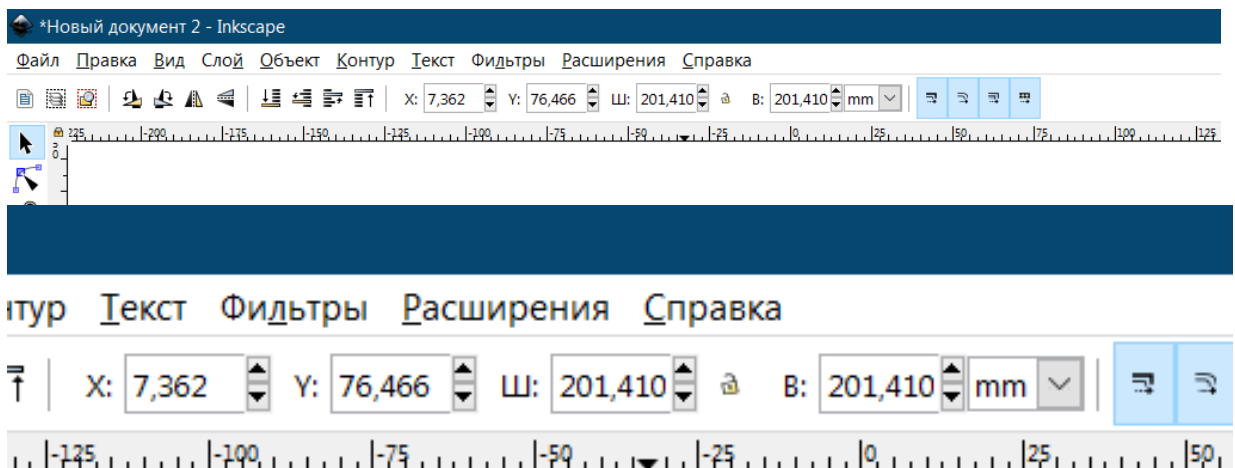 *Новый документ 2 - Inkscape
Файл Правка Вид Слой Объект Контур Текст Фильтры Расширения Справка
X: 7,362 Y: 76,466 Ш: 201,410 В: 201,410 mm
-200 -175 -150 -125 -100 -75 -50 -25 0 25 50 75 100 125
нтур Текст Фильтры Расширения Справка
X: 7,362 Y: 76,466 Ш: 201,410 В: 201,410 mm
-125 -100 -75 -50 -25 0 25 50